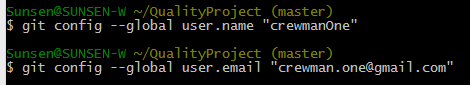 Sunsen@SUNSEN-W ~/QualityProject (master)
$ git config --global user.name "crewmanOne"
Sunsen@SUNSEN-W ~/QualityProject (master)
$ git config --global user.email "crewman.one@gmail.com"